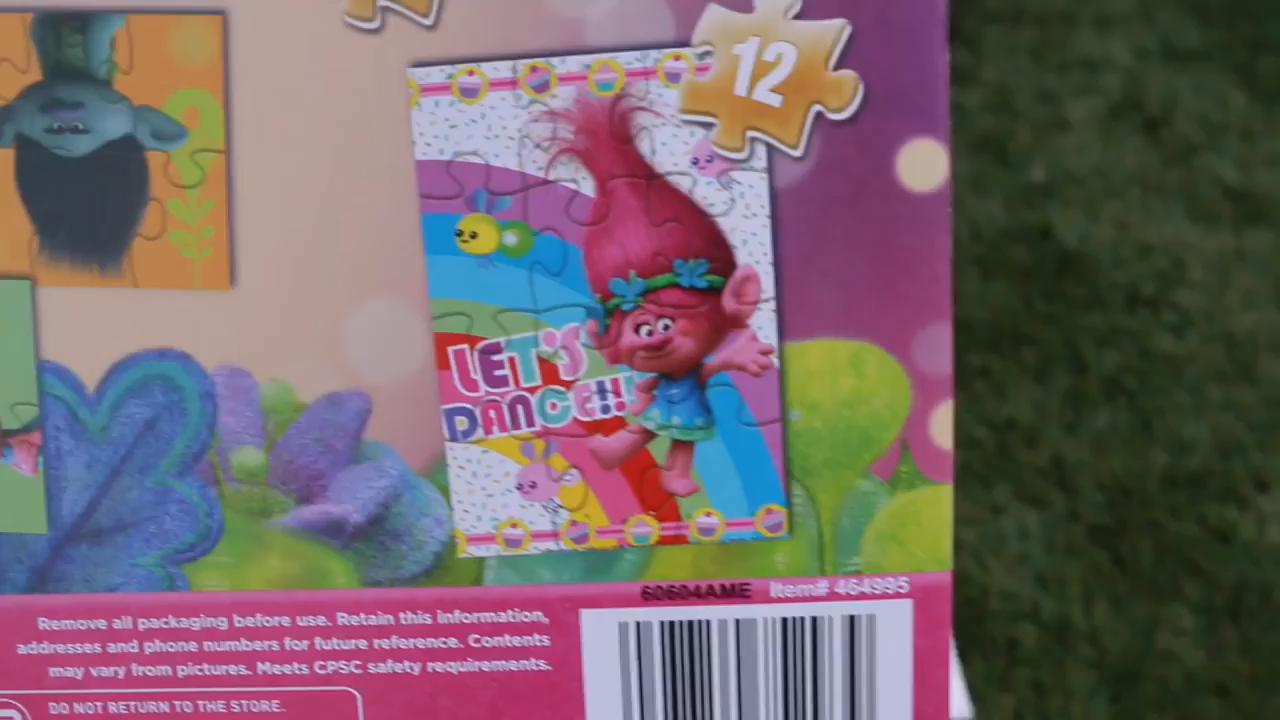 12
LET'S
DANCE!!!
60604AME Item# 464995
Remove all packaging before use. Retain this information,
addresses and phone numbers for future reference. Contents
may vary from pictures. Meets CPSC safety requirements.
DO NOT RETURN TO THE STORE.